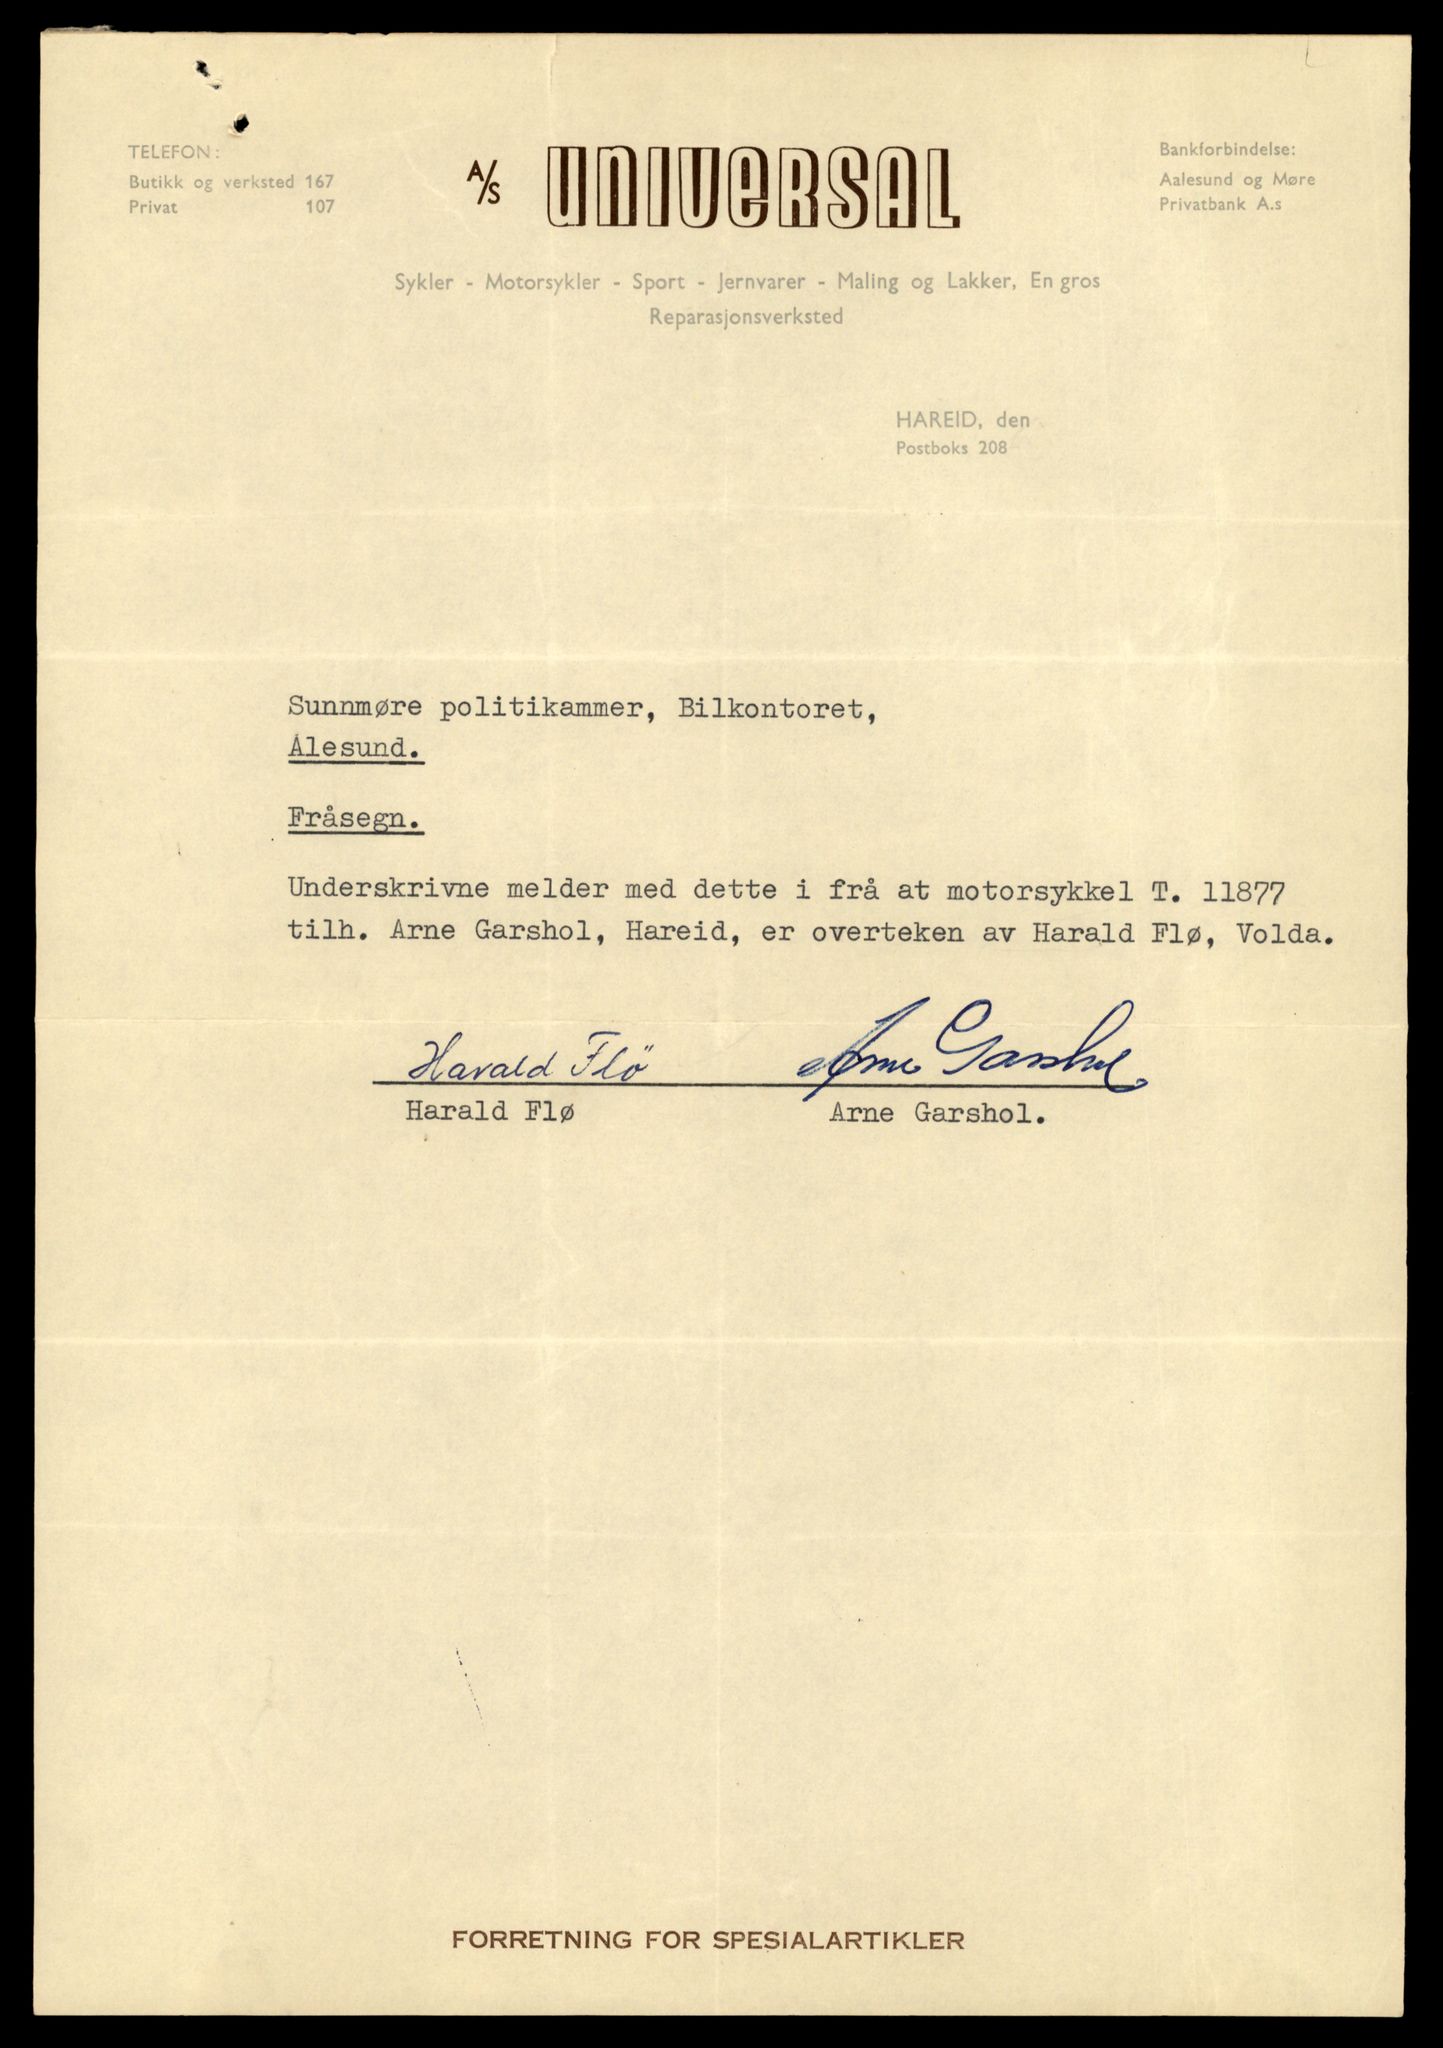 TELEFON:
Butikk og verksted 167
Privat 107
A/S UNIVERSAL
Bankforbindelse:
Aalesund og Møre
Privatbank A.s
Sykler - Motorsykler - Sport - Jernvarer - Maling og Lakker, En gros
Reparasjonsverksted
HAREID, den
Postboks 208
Sunnmøre politikammer, Bilkontoret,
Ålesund.
Fråsegn.
Underskrivne melder med dette i frå at motorsykkel T. 11877
tilh. Arne Garshol, Hareid, er overteken av Harald Flø, Volda.
Harald Flö Arne Garshol
Harald Flø Arne Garshol.
FORRETNING FOR SPESIALARTIKLER